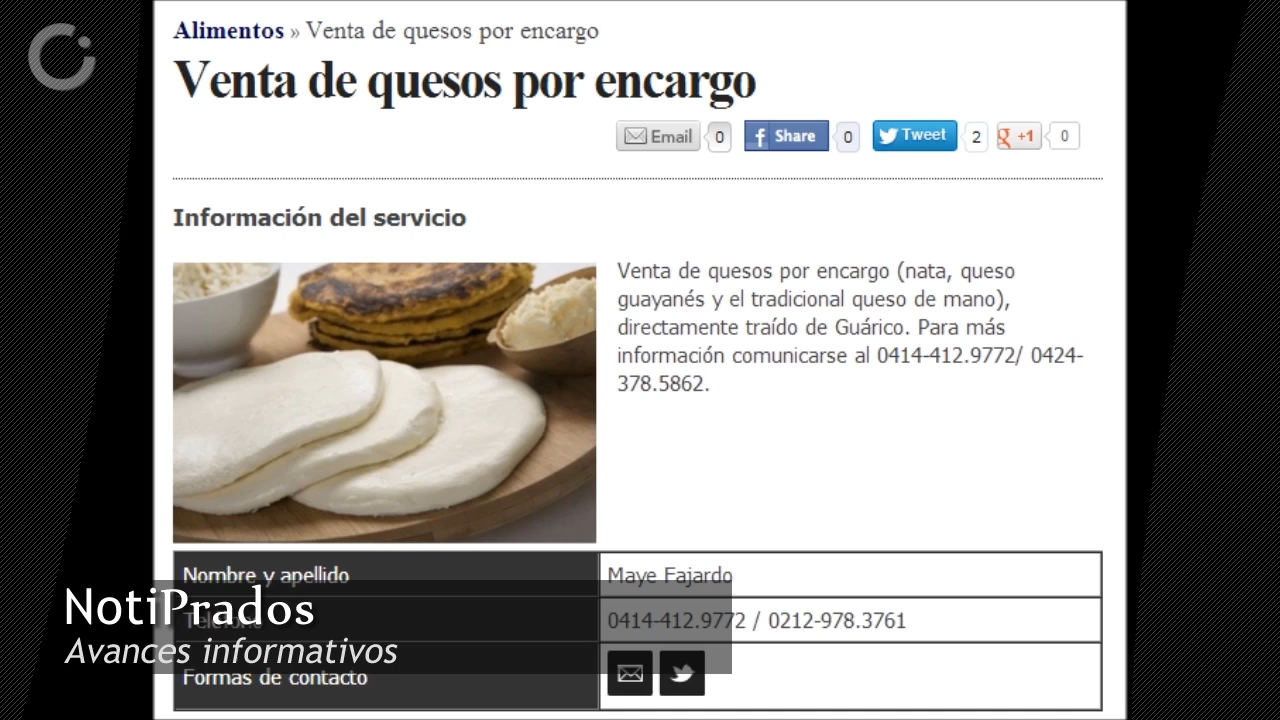 Alimentos » Venta de quesos por encargo
Venta de quesos por encargo
Email 0 Share 0 Tweet 2 +1 0
Información del servicio
Venta de quesos por encargo (nata, queso
guayanés y el tradicional queso de mano),
directamente traído de Guárico. Para más
información comunicarse al 0414-412.9772/ 0424-
378.5862.
Nombre y apellido Maye Fajardo
Teléfono 0414-412.9772 / 0212-978.3761
Formas de contacto
NotiPrados
Avances informativos